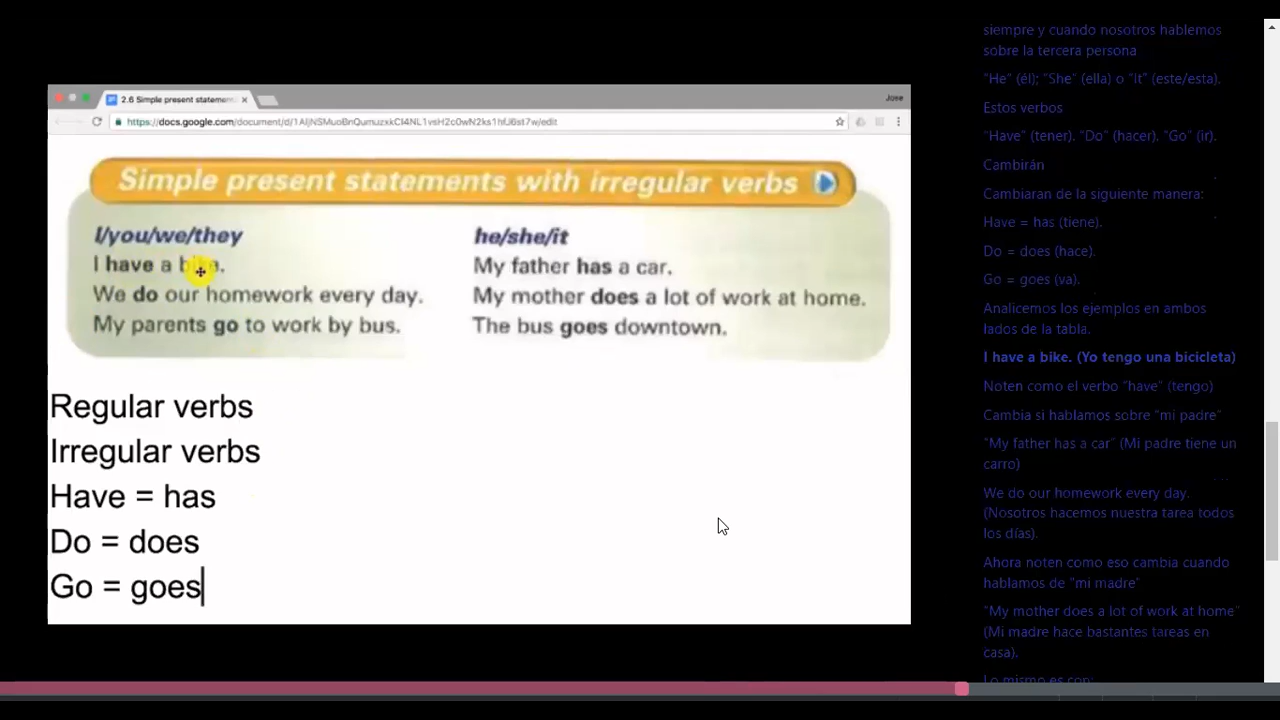 2.6 Simple present statemen
Jose
Simple present statements with irregular verbs
I/you/we/they
I have a bike.
We do our homework every day.
My parents go to work by bus.
he/she/it
My father has a car.
My mother does a lot of work at home.
The bus goes downtown.
Regular verbs
Irregular verbs
Have = has
Do = does
Go = goes
siempre y cuando nosotros hablemos
sobre la tercera persona
"He" (él); "She" (ella) o "It" (este/esta).
Estos verbos
"Have" (tener). "Do" (hacer). "Go" (ir).
Cambirán
Cambiaran de la siguiente manera:
Have = has (tiene).
Do = does (hace).
Go = goes (va).
Analicemos los ejemplos en ambos
lados de la tabla.
I have a bike. (Yo tengo una bicicleta)
Noten como el verbo "have" (tengo)
Cambia si hablamos sobre "mi padre"
"My father has a car" (Mi padre tiene un
carro)
We do our homework every day.
(Nosotros hacemos nuestra tarea todos
los días).
Ahora noten como eso cambia cuando
hablamos de "mi madre"
"My mother does a lot of work at home"
(Mi madre hace bastantes tareas en
casa).
Lo mismo es con: